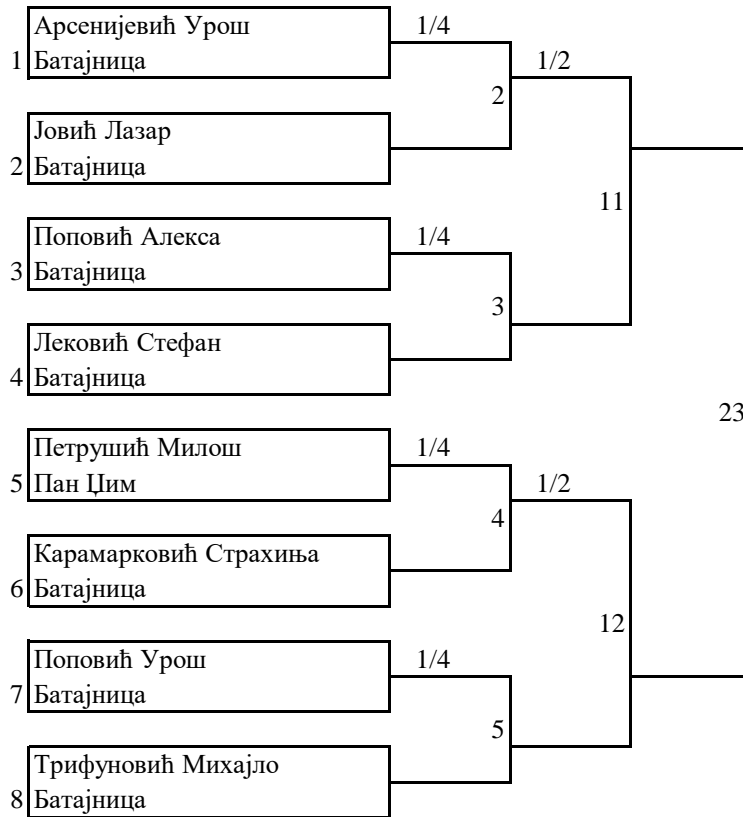 Арсенијевић Урош
1/4
1 Батајница
1/2
2
Јовић Лазар
2 Батајница
11
Поповић Алекса
1/4
3 Батајница
3
Лековић Стефан
4 Батајница
23
Петрушић Милош
1/4
5 Пан Џим
1/2
4
Карамарковић Страхиња
6 Батајница
12
Поповић Урош
1/4
7 Батајница
5
Трифуновић Михајло
8 Батајница